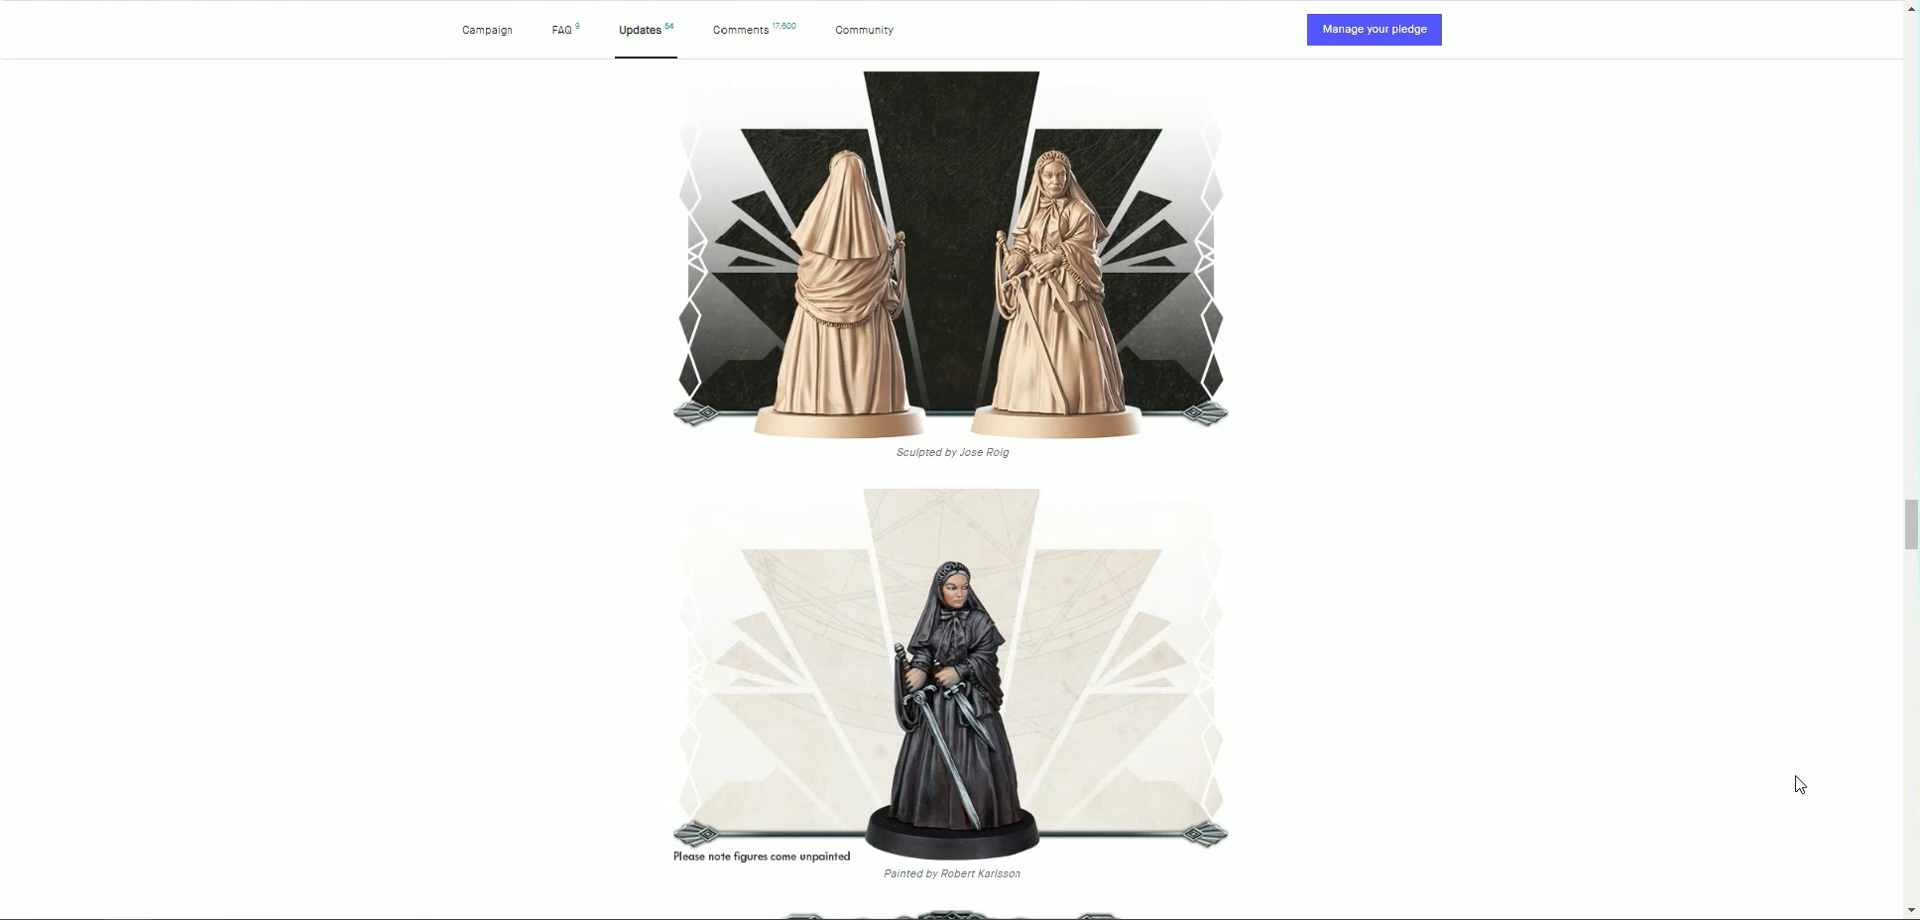 Campaign FAQ 9 Updates 54 Comments 17,600 Community Manage your pledge
Sculpted by Jose Roig
Please note figures come unpainted
Painted by Robert Karlsson